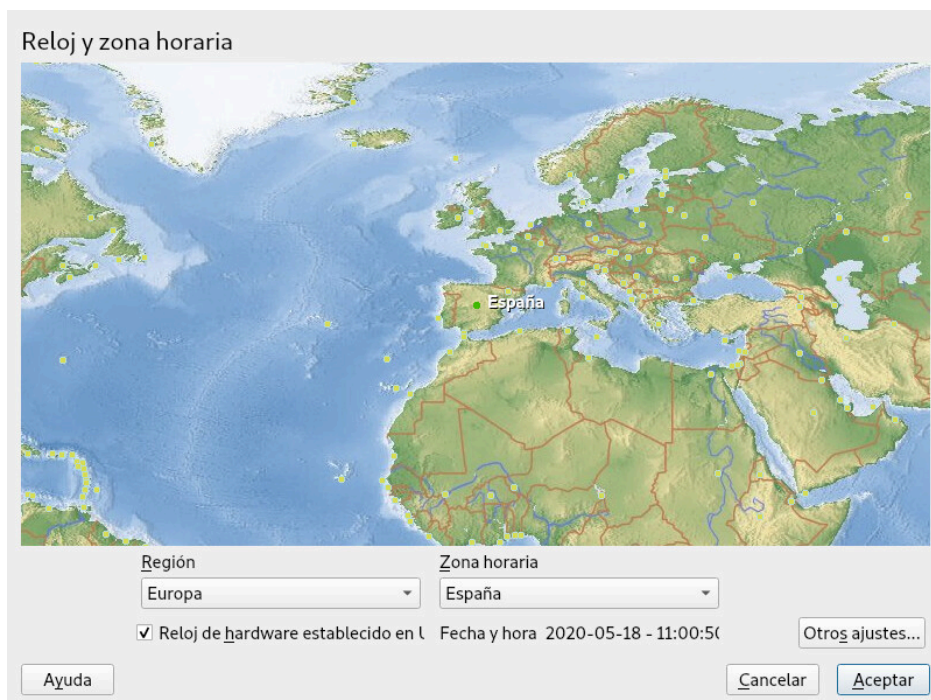 Reloj y zona horaria
España
Región
Zona horaria
Europa
España
Reloj de hardware establecido en U
Fecha y hora 2020-05-18 - 11:00:50
Otros ajustes...
Ayuda
Cancelar
Aceptar